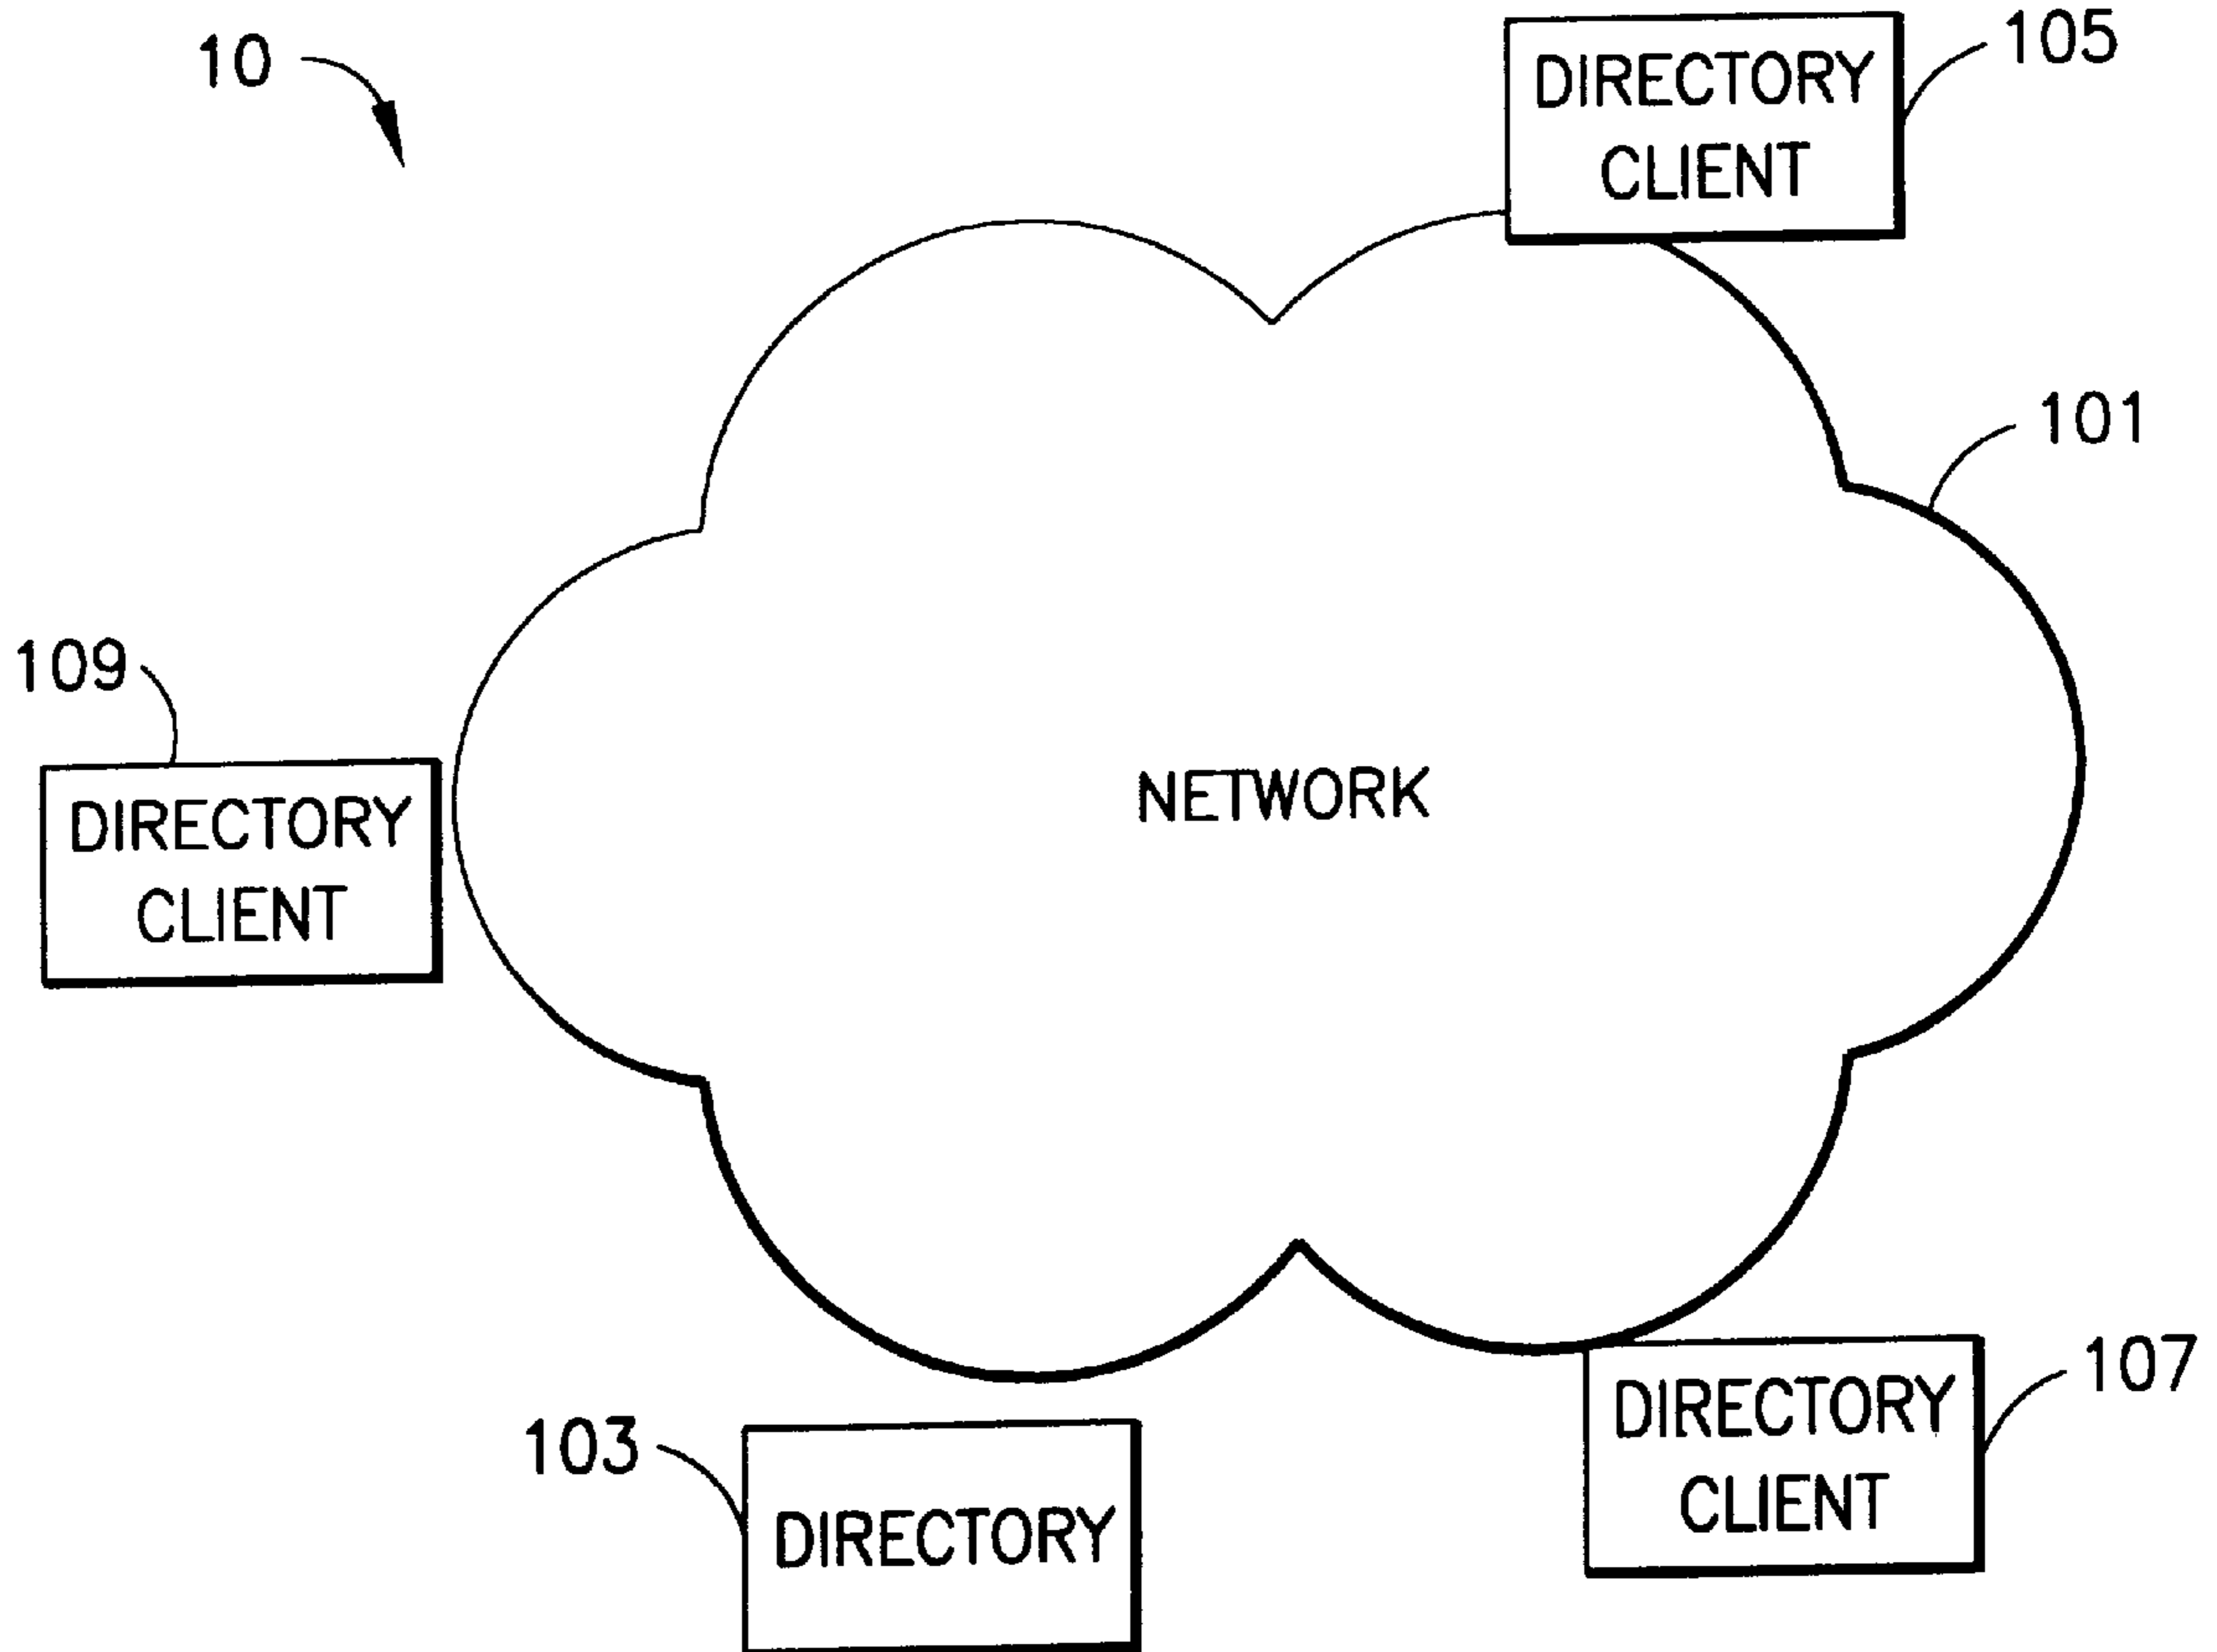 10
105
DIRECTORY
CLIENT
101
109
DIRECTORY
CLIENT
NETWORK
107
DIRECTORY
CLIENT
103
DIRECTORY